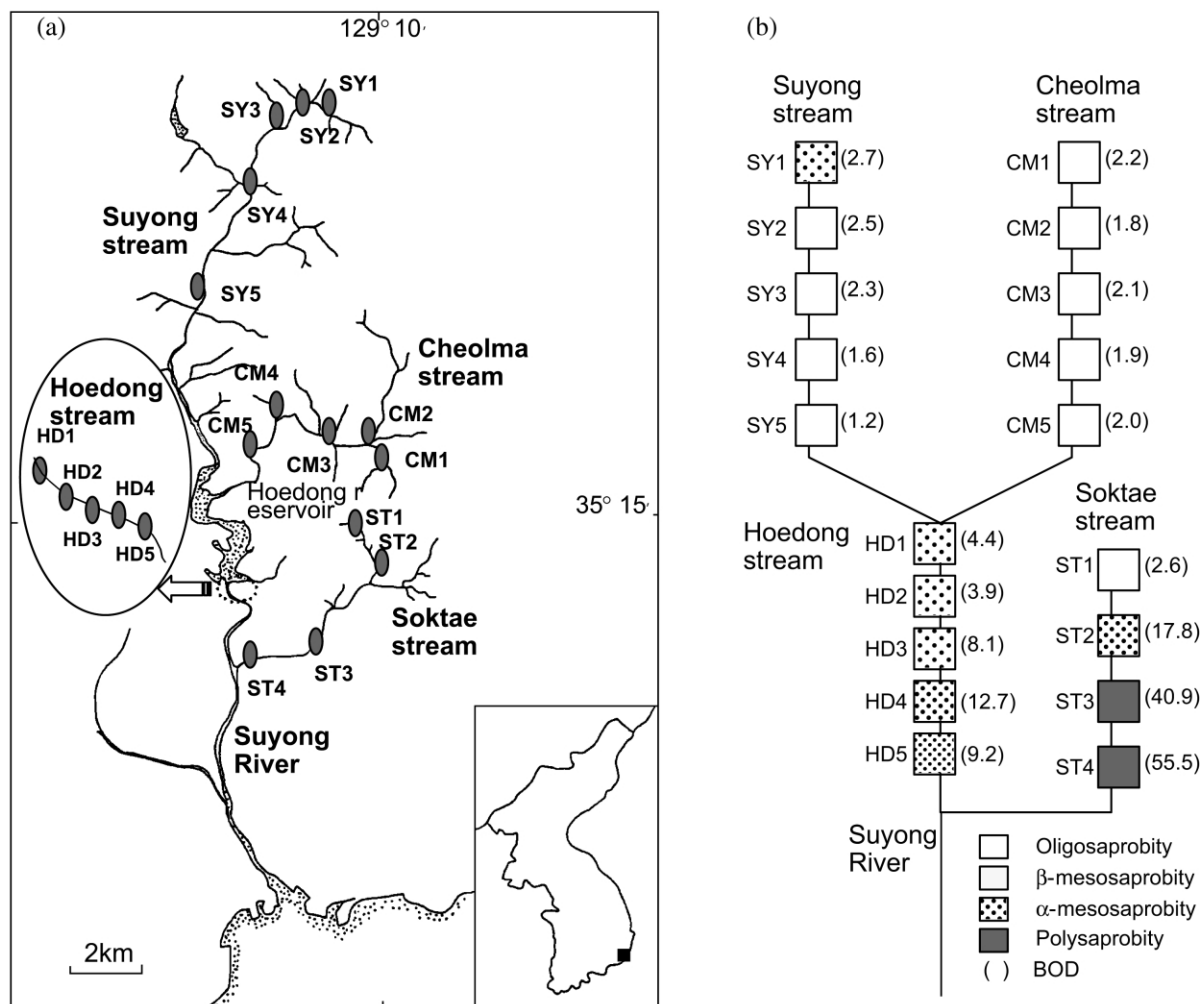 (a)
129° 10′
SY1
SY3
SY2
SY4
Suyong
stream
SY5
Cheolma
stream
CM4
Hoedong
stream
CM5
CM2
HD1
CM3
CM1
HD2
HD4
Hoedong r
eservoir
35° 15′
ST1
HD3
HD5
ST2
Soktae
stream
ST4
ST3
Suyong
River
2km
(b)
Suyong
stream
Cheolma
stream
SY1 (2.7)
CM1 (2.2)
SY2 (2.5)
CM2 (1.8)
SY3 (2.3)
CM3 (2.1)
SY4 (1.6)
CM4 (1.9)
SY5 (1.2)
CM5 (2.0)
Soktae
stream
Hoedong
stream
HD1 (4.4)
ST1 (2.6)
HD2 (3.9)
ST2 (17.8)
HD3 (8.1)
HD4 (12.7)
ST3 (40.9)
HD5 (9.2)
ST4 (55.5)
Suyong
River
Oligosaprobity
β-mesosaprobity
α-mesosaprobity
Polysaprobity
( ) BOD